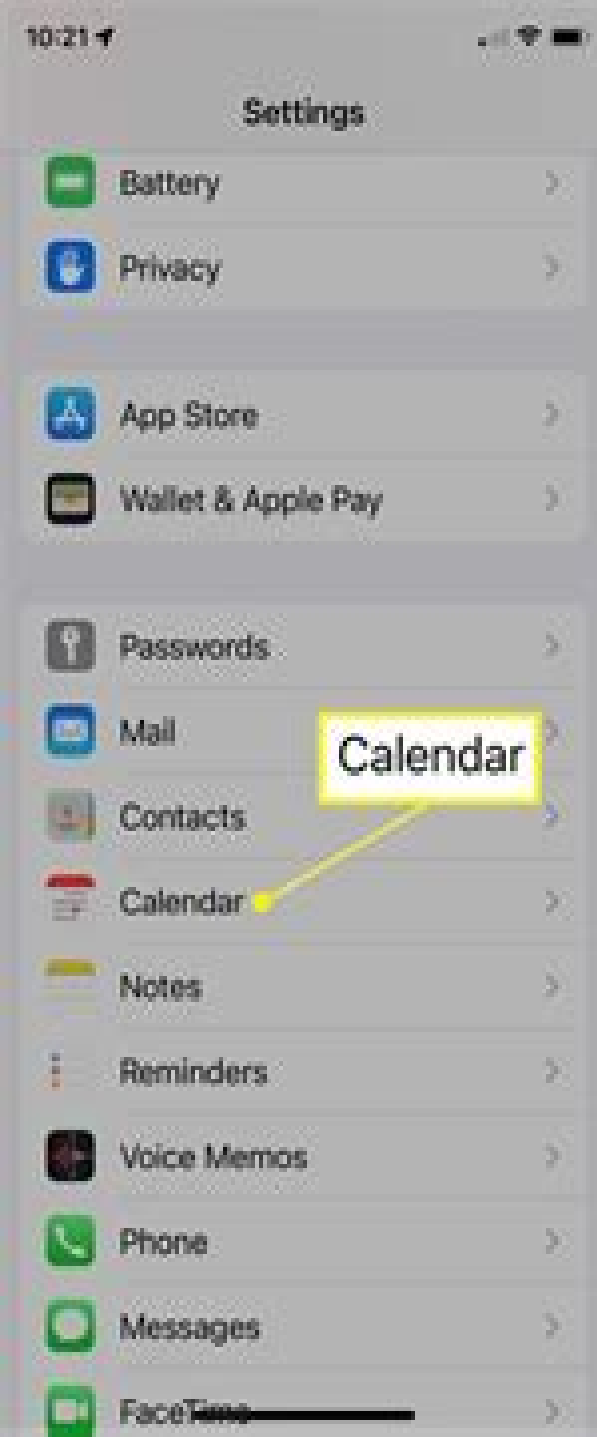 10:21
Settings
Battery
Privacy
App Store
Wallet & Apple Pay
Passwords
Mail
Calendar
Contacts
Calendar
Notes
Reminders
Voice Memos
Phone
Messages
FaceTime